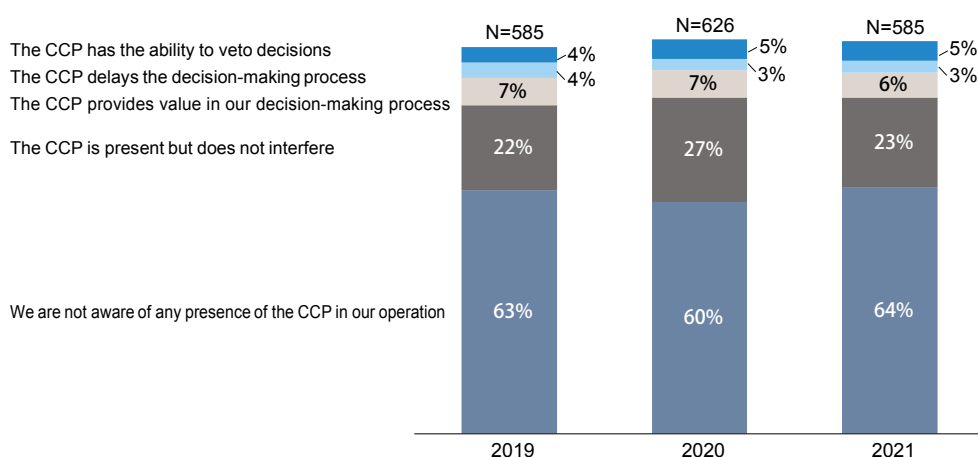 N=585
N=626
N=585
The CCP has the ability to veto decisions
4%
5%
5%
The CCP delays the decision-making process
4%
3%
3%
The CCP provides value in our decision-making process
7%
7%
6%
The CCP is present but does not interfere
22%
27%
23%
We are not aware of any presence of the CCP in our operation
63%
60%
64%
2019
2020
2021